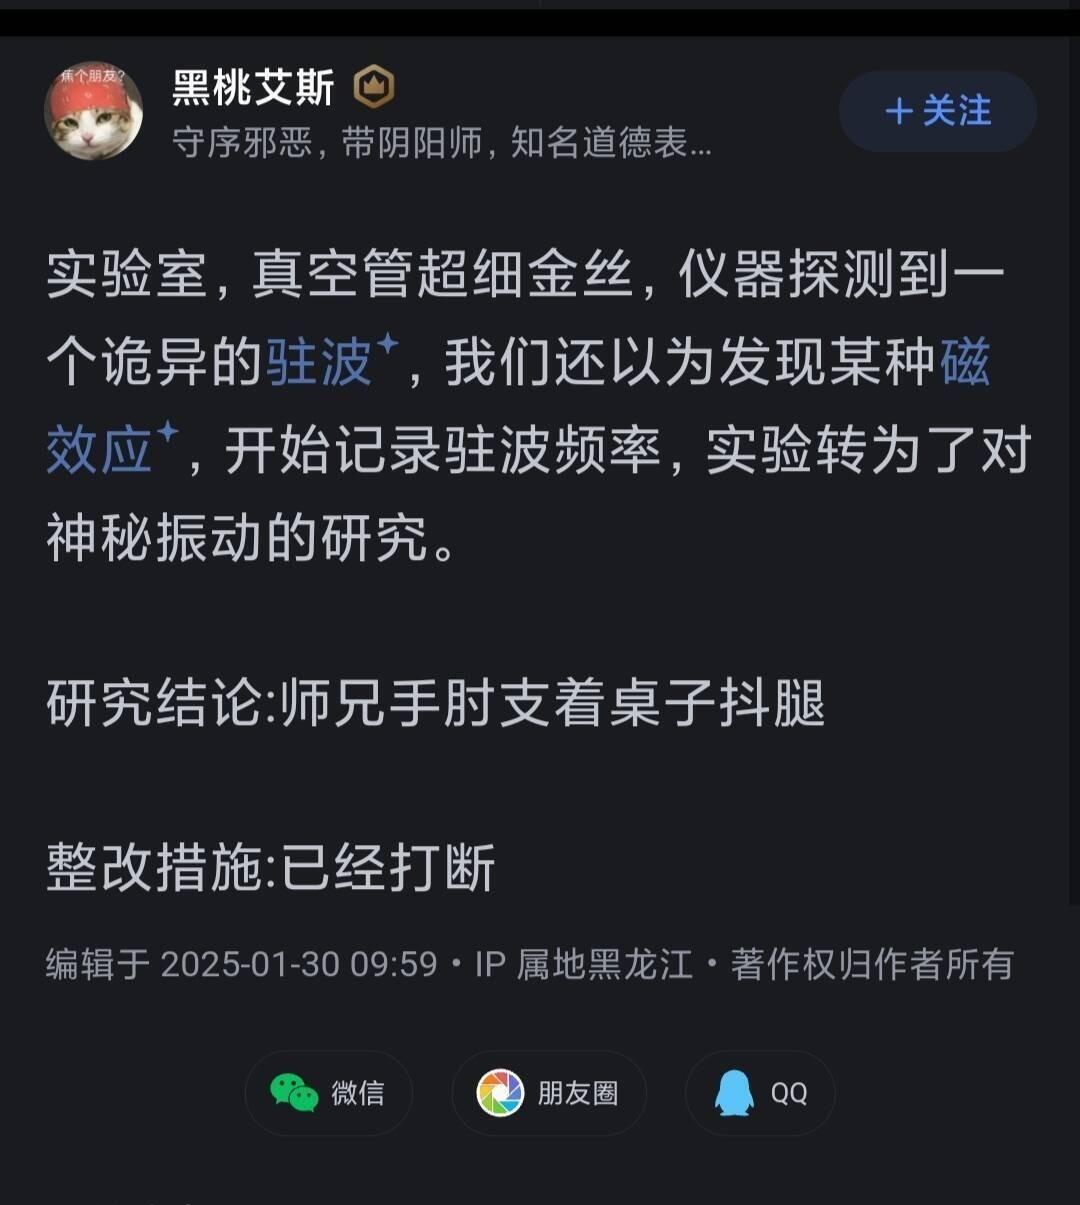 蕉个朋友?
黑桃艾斯
守序邪恶，带阴阳师，知名道德表...
+关注
实验室，真空管超细金丝，仪器探测到一
个诡异的驻波，我们还以为发现某种磁
效应，开始记录驻波频率，实验转为了对
神秘振动的研究。
研究结论:师兄手肘支着桌子抖腿
整改措施:已经打断
编辑于 2025-01-30 09:59・IP 属地黑龙江・著作权归作者所有
微信 朋友圈 QQ